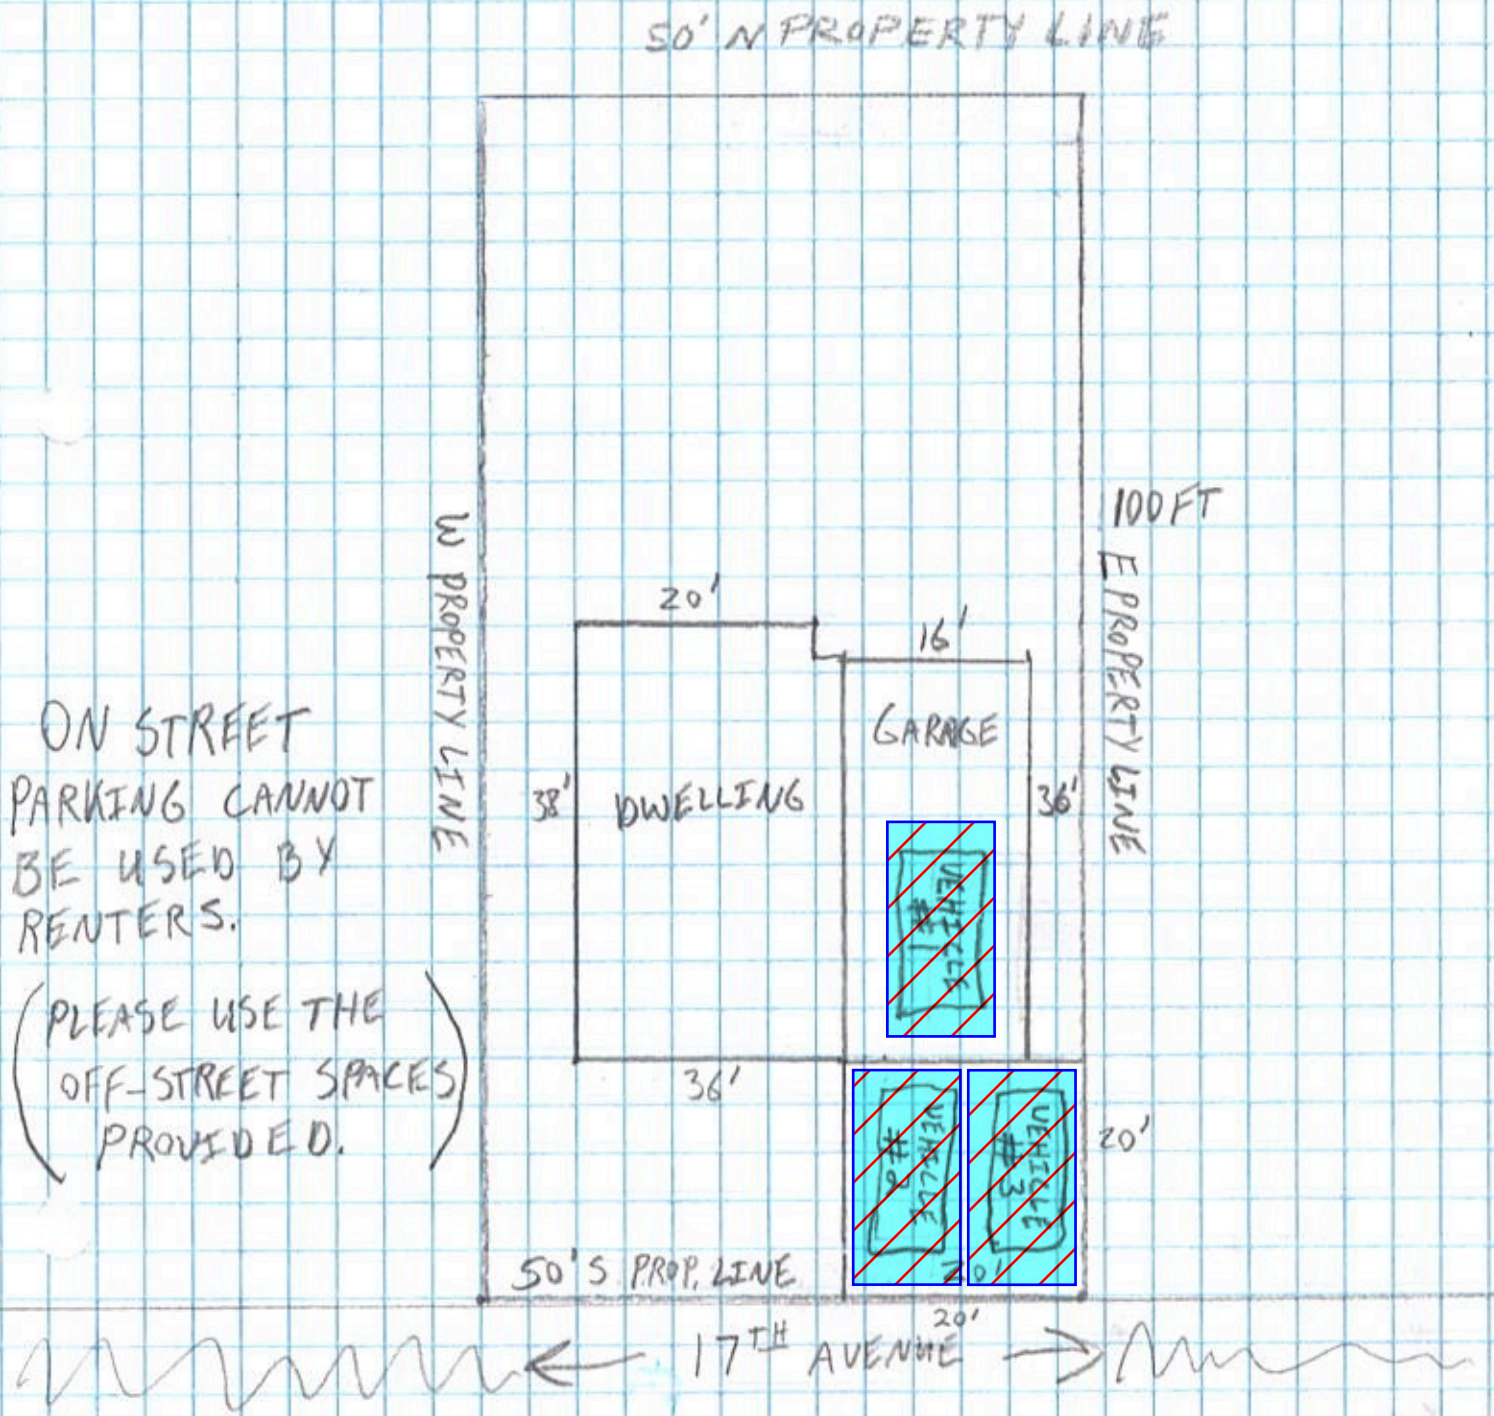 50' N PROPERTY LINE
W PROPERTY LINE
100 FT
E PROPERTY LINE
20'
16'
GARAGE
38'
DWELLING
36'
VEHICLE
#1
36'
ON STREET
PARKING CANNOT
BE USED BY
RENTERS.
(PLEASE USE THE
OFF-STREET SPACES
PROVIDED.)
VEHICLE
#2
VEHICLE
#3
20'
50' S PROP. LINE
20'
20'
17TH AVENUE